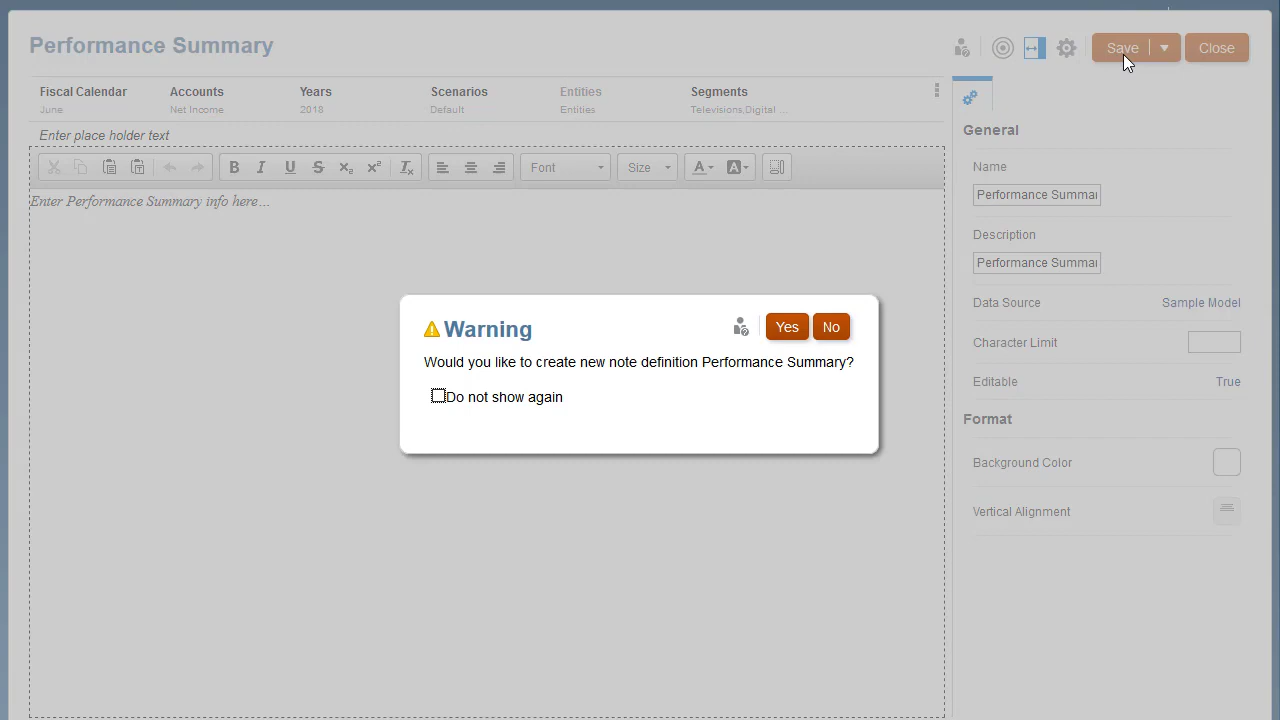 Performance Summary
Save
Close
Fiscal Calendar Accounts Years Scenarios Entities Segments
June Net Income 2018 Default Entities Televisions,Digital ...
Enter place holder text
B I U S x₂ x² Tx Font Size A A
Enter Performance Summary info here…
General
Name
Performance Summar
Description
Performance Summar
Data Source Sample Model
Character Limit
Editable True
Format
Background Color
Vertical Alignment
Warning
Yes
No
Would you like to create new note definition Performance Summary?
Do not show again